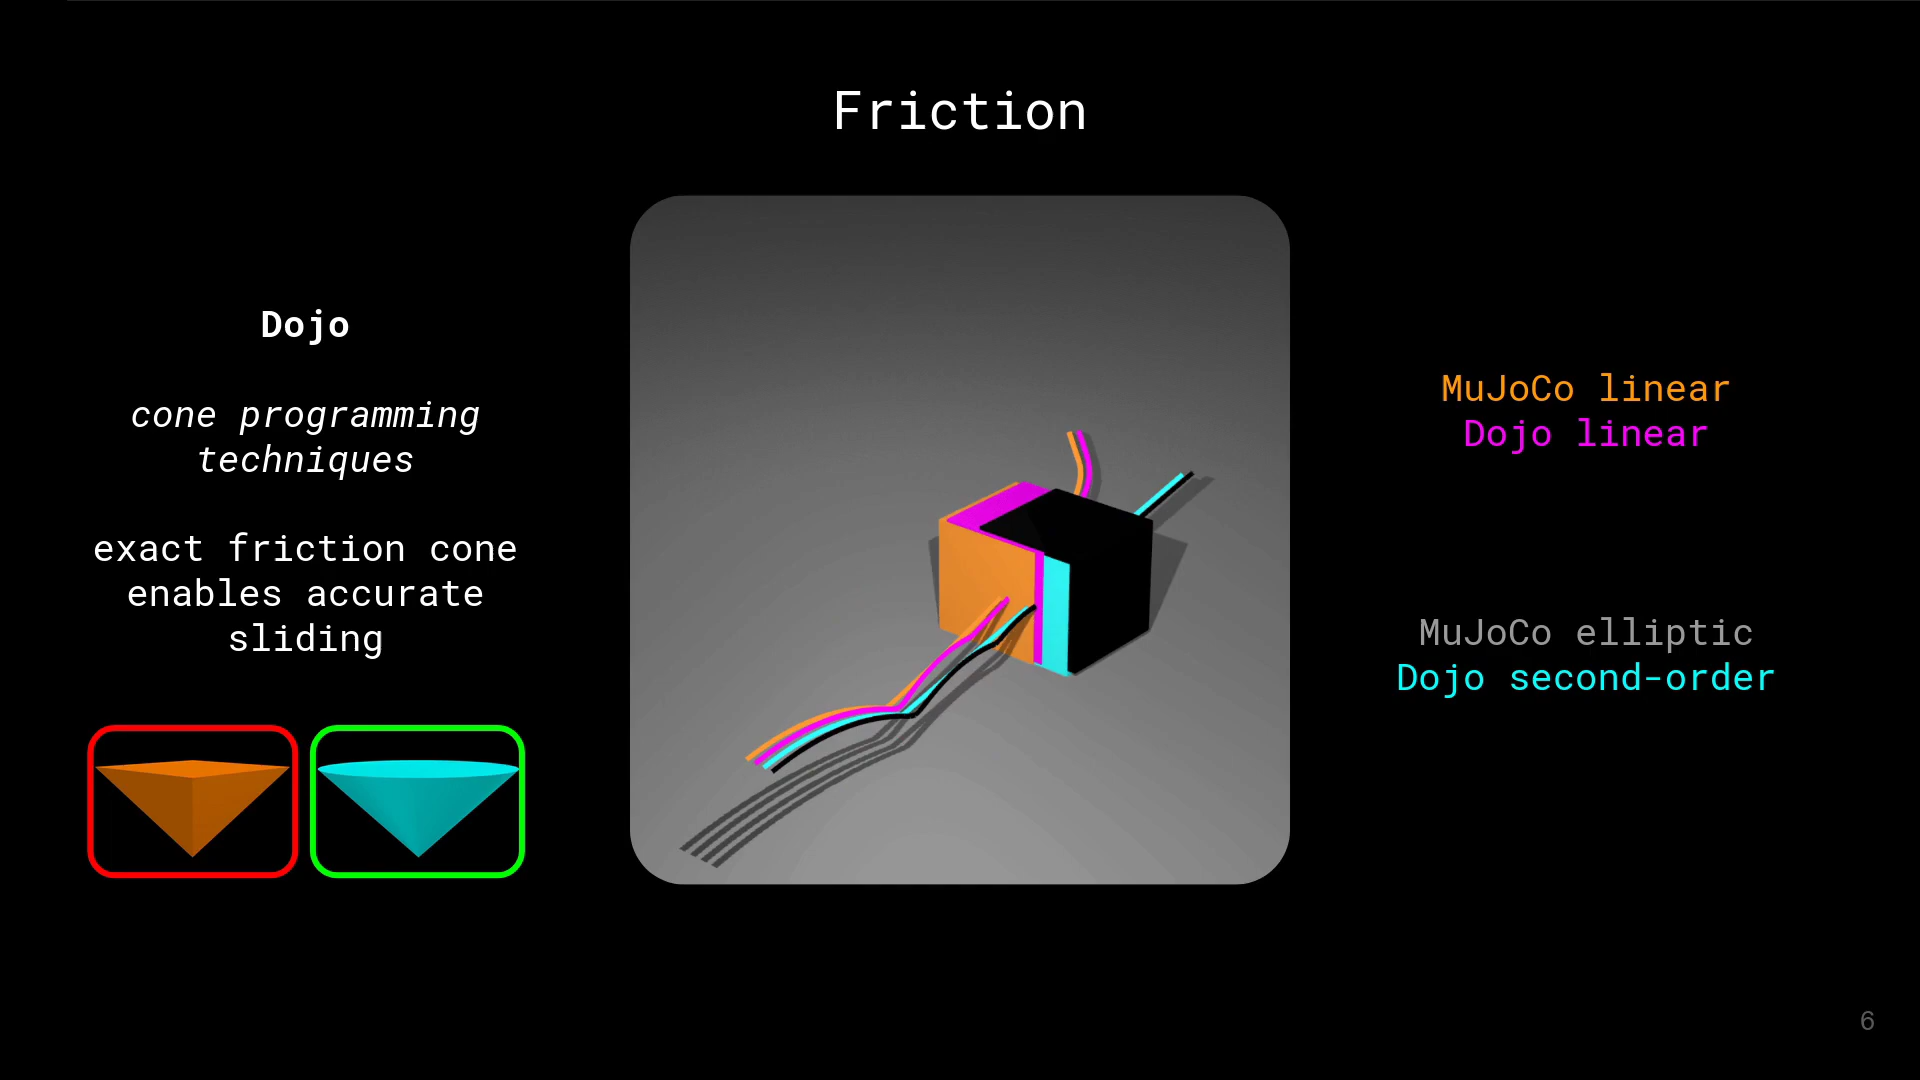 Friction
Dojo
cone programming
techniques
exact friction cone
enables accurate
sliding
MuJoCo linear
Dojo linear
MuJoCo elliptic
Dojo second-order
6